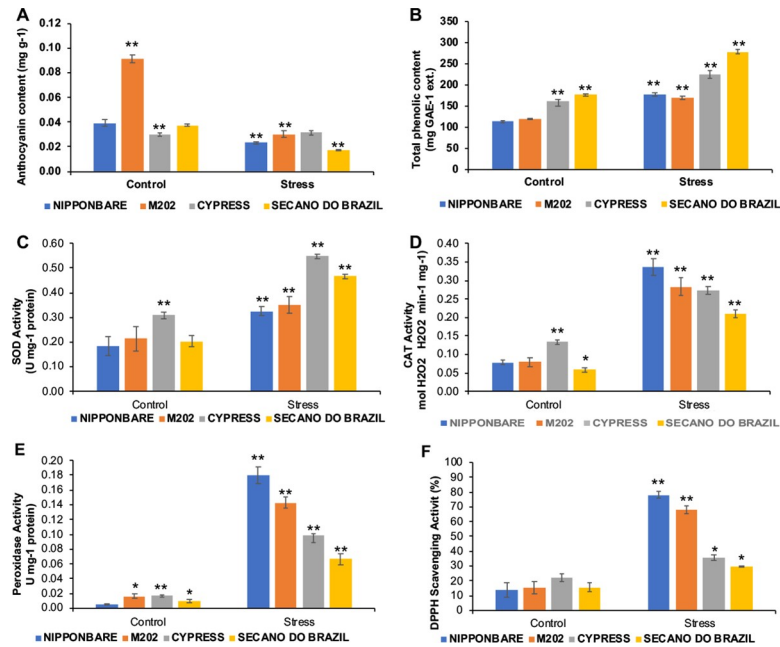 A
Anthocyanin content (mg g-1)
0.12
0.10
0.08
0.06
0.04
0.02
0.00
**
**
**
**
**
Control
Stress
NIPPONBARE M202 CYPRESS SECANO DO BRAZIL
B
Total phenolic content
(mg GAE-1 ext.)
300
250
200
150
100
50
0
**
**
**
**
**
**
Control
Stress
NIPPONBARE M202 CYPRESS SECANO DO BRAZIL
C
SOD Activity
(U mg-1 protein)
0.60
0.50
0.40
0.30
0.20
0.10
0.00
**
**
**
**
**
Control
Stress
NIPPONBARE M202 CYPRESS SECANO DO BRAZIL
D
CAT Activity
mol H2O2 H2O2 min-1 mg-1)
0.40
0.35
0.30
0.25
0.20
0.15
0.10
0.05
0.00
**
*
**
**
**
**
Control
Stress
NIPPONBARE M202 CYPRESS SECANO DO BRAZIL
E
Peroxidase Activity
U mg-1 protein)
0.20
0.18
0.16
0.14
0.12
0.10
0.08
0.06
0.04
0.02
0.00
*
**
*
**
**
**
**
Control
Stress
NIPPONBARE M202 CYPRESS SECANO DO BRAZIL
F
DPPH Scavenging Activit (%)
100
90
80
70
60
50
40
30
20
10
0
**
**
*
*
Control
Stress
NIPPONBARE M202 CYPRESS SECANO DO BRAZIL